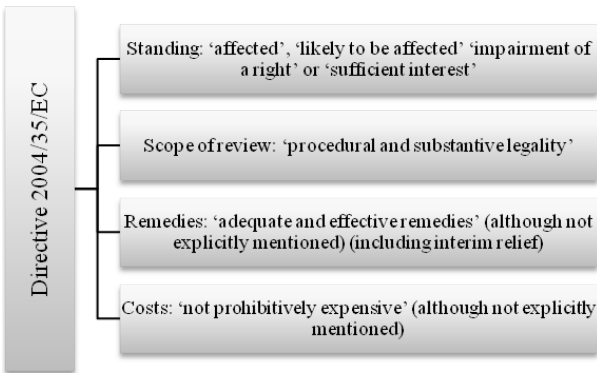 Directive 2004/35/EC
Standing: ‘affected’, ‘likely to be affected’ ‘impairment of
a right’ or ‘sufficient interest’
Scope of review: ‘procedural and substantive legality’
Remedies: ‘adequate and effective remedies’ (although not
explicitly mentioned) (including interim relief)
Costs: ‘not prohibitively expensive’ (although not explicitly
mentioned)